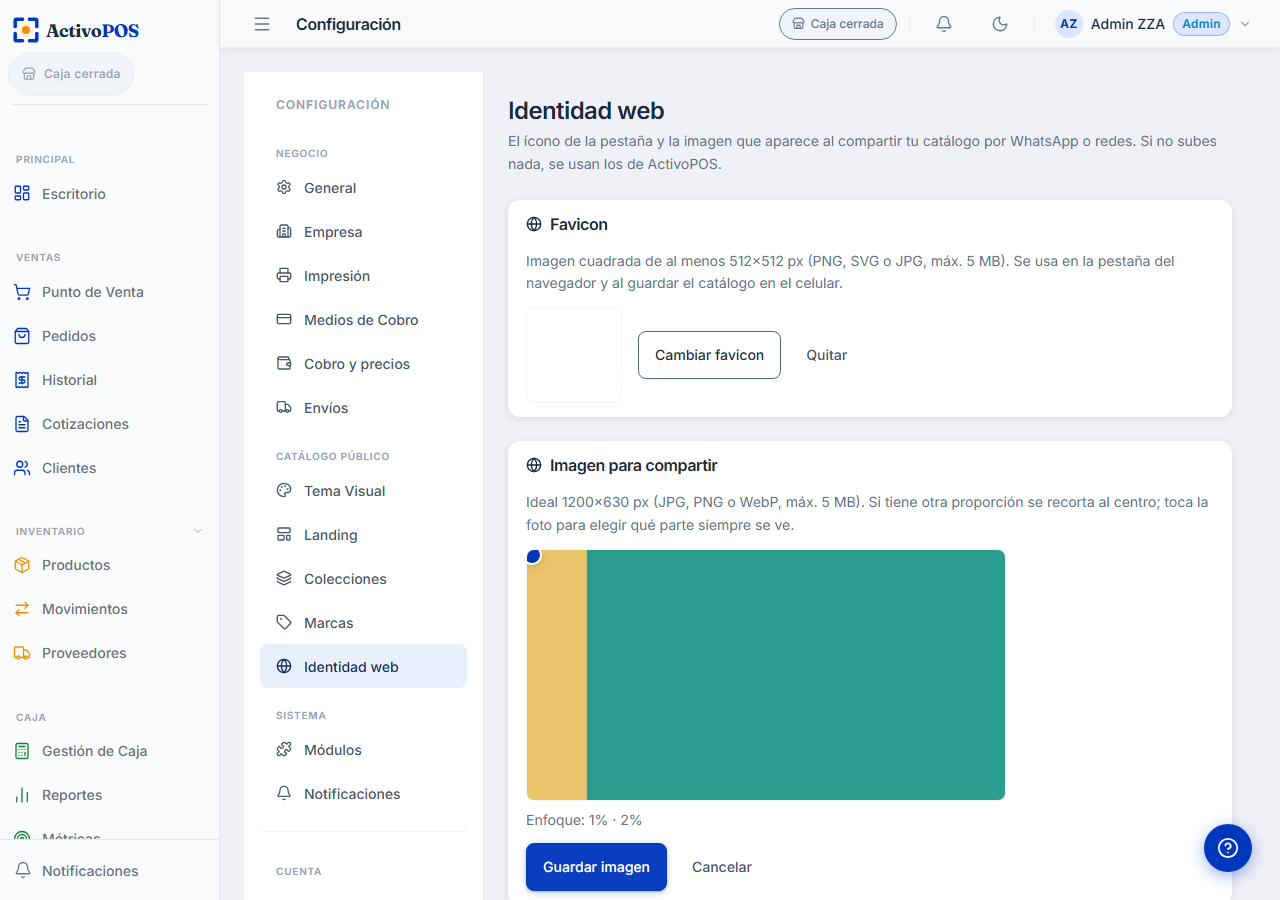 ActivoPOS
Caja cerrada
PRINCIPAL
Escritorio
VENTAS
Punto de Venta
Pedidos
Historial
Cotizaciones
Clientes
INVENTARIO
Productos
Movimientos
Proveedores
CAJA
Gestión de Caja
Reportes
Métricas
Notificaciones
Configuración
Caja cerrada
AZ
Admin ZZA
Admin
CONFIGURACIÓN
NEGOCIO
General
Empresa
Impresión
Medios de Cobro
Cobro y precios
Envíos
CATÁLOGO PÚBLICO
Tema Visual
Landing
Colecciones
Marcas
Identidad web
SISTEMA
Módulos
Notificaciones
CUENTA
Identidad web
El ícono de la pestaña y la imagen que aparece al compartir tu catálogo por WhatsApp o redes. Si no subes
nada, se usan los de ActivoPOS.
Favicon
Imagen cuadrada de al menos 512×512 px (PNG, SVG o JPG, máx. 5 MB). Se usa en la pestaña del
navegador y al guardar el catálogo en el celular.
Cambiar favicon
Quitar
Imagen para compartir
Ideal 1200×630 px (JPG, PNG o WebP, máx. 5 MB). Si tiene otra proporción se recorta al centro; toca la
foto para elegir qué parte siempre se ve.
Enfoque: 1% · 2%
Guardar imagen
Cancelar